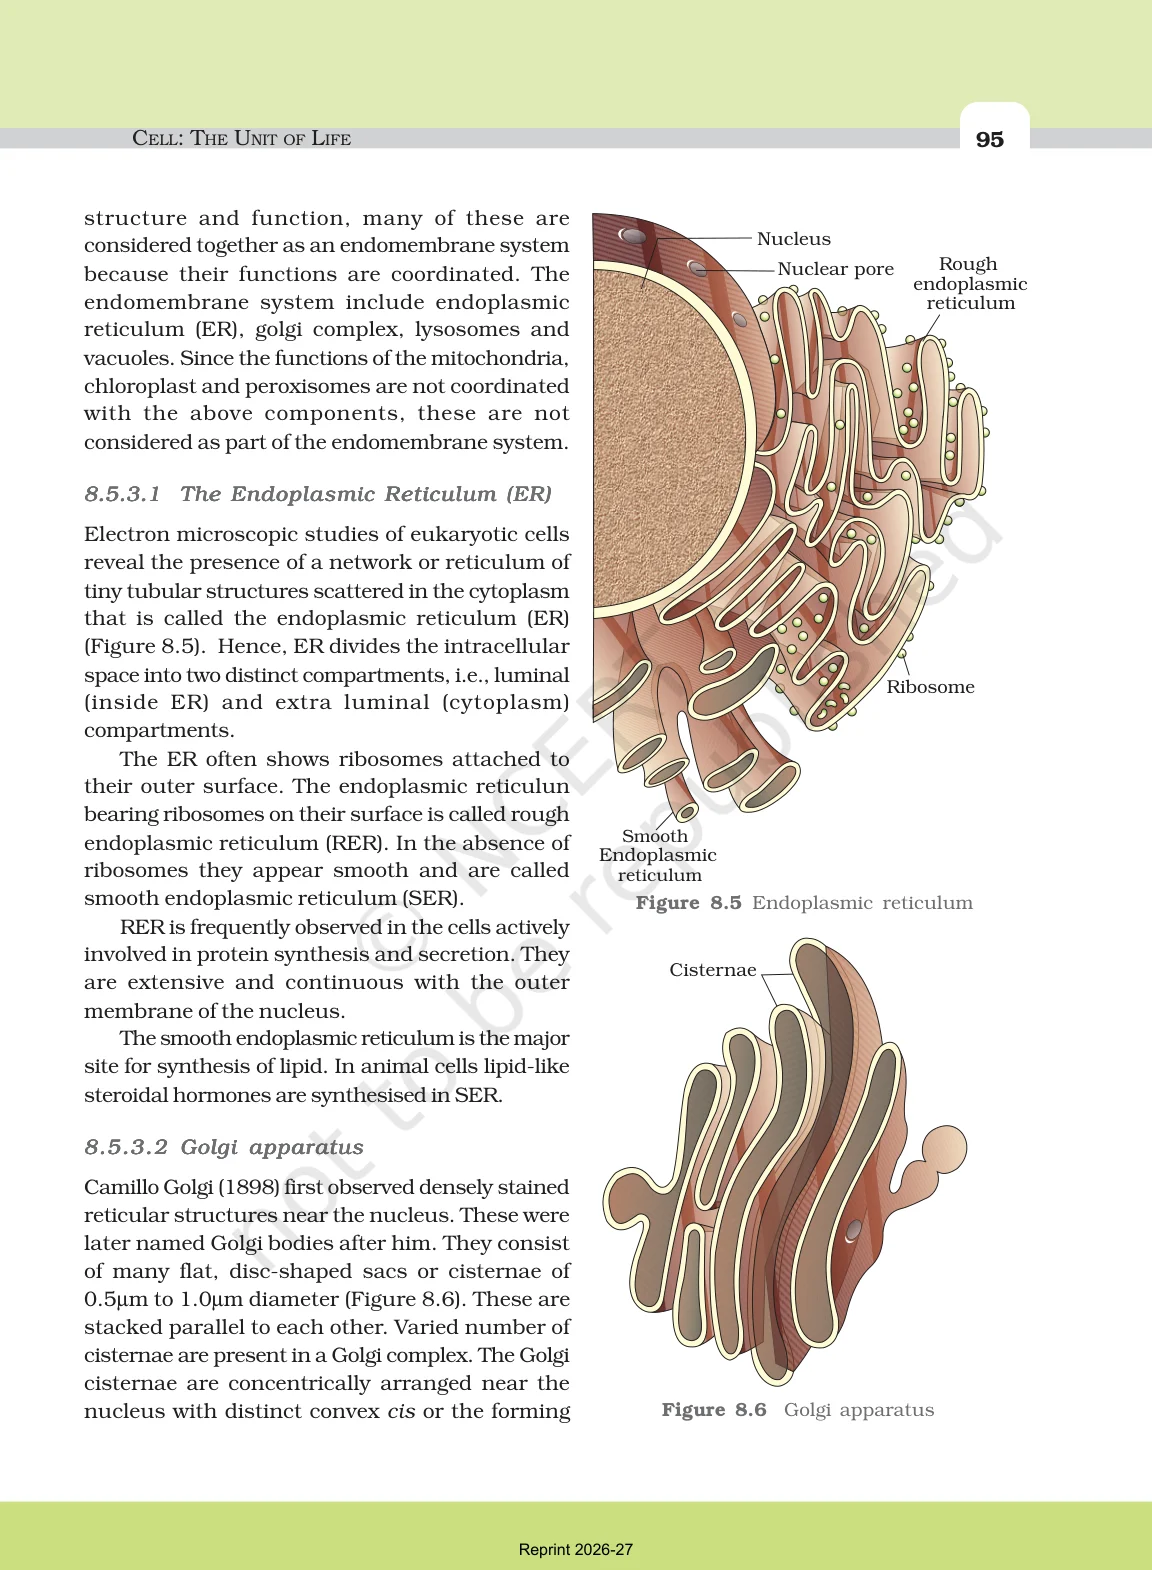 CELL: THE UNIT OF LIFE
95
structure and function, many of these are
considered together as an endomembrane system
because their functions are coordinated. The
endomembrane system include endoplasmic
reticulum (ER), golgi complex, lysosomes and
vacuoles. Since the functions of the mitochondria,
chloroplast and peroxisomes are not coordinated
with the above components, these are not
considered as part of the endomembrane system.
8.5.3.1 The Endoplasmic Reticulum (ER)
Electron microscopic studies of eukaryotic cells
reveal the presence of a network or reticulum of
tiny tubular structures scattered in the cytoplasm
that is called the endoplasmic reticulum (ER)
(Figure 8.5). Hence, ER divides the intracellular
space into two distinct compartments, i.e., luminal
(inside ER) and extra luminal (cytoplasm)
compartments.
The ER often shows ribosomes attached to
their outer surface. The endoplasmic reticulun
bearing ribosomes on their surface is called rough
endoplasmic reticulum (RER). In the absence of
ribosomes they appear smooth and are called
smooth endoplasmic reticulum (SER).
RER is frequently observed in the cells actively
involved in protein synthesis and secretion. They
are extensive and continuous with the outer
membrane of the nucleus.
The smooth endoplasmic reticulum is the major
site for synthesis of lipid. In animal cells lipid-like
steroidal hormones are synthesised in SER.
8.5.3.2 Golgi apparatus
Camillo Golgi (1898) first observed densely stained
reticular structures near the nucleus. These were
later named Golgi bodies after him. They consist
of many flat, disc-shaped sacs or cisternae of
0.5µm to 1.0µm diameter (Figure 8.6). These are
stacked parallel to each other. Varied number of
cisternae are present in a Golgi complex. The Golgi
cisternae are concentrically arranged near the
nucleus with distinct convex cis or the forming
Nucleus
Nuclear pore
Rough
endoplasmic
reticulum
Ribosome
Smooth
Endoplasmic
reticulum
Figure 8.5 Endoplasmic reticulum
Cisternae
Figure 8.6 Golgi apparatus
© NCERT
not to be republished
Reprint 2026-27